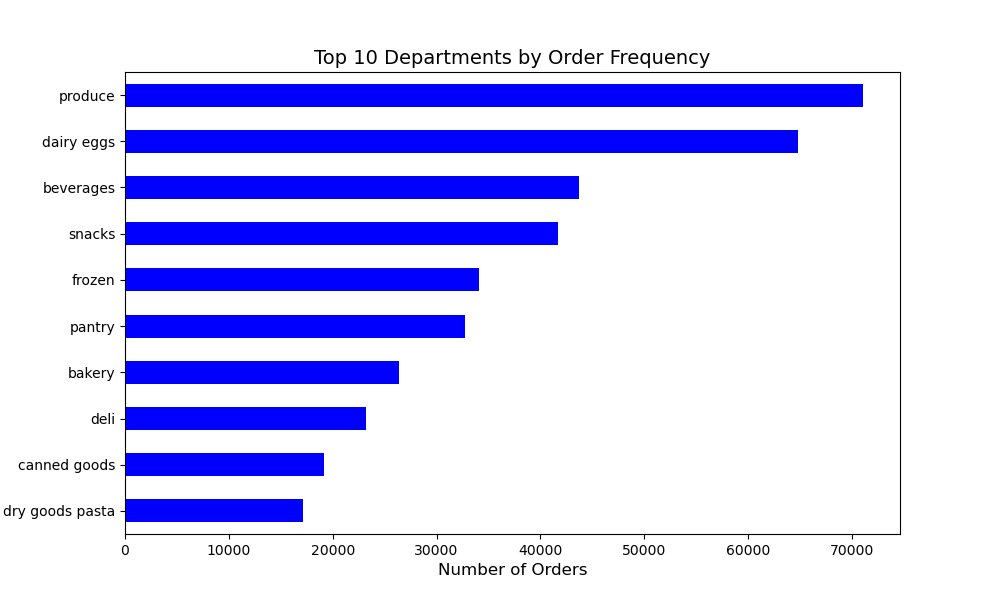 Top 10 Departments by Order Frequency
produce
dairy eggs
beverages
snacks
frozen
pantry
bakery
deli
canned goods
dry goods pasta
0 10000 20000 30000 40000 50000 60000 70000
Number of Orders